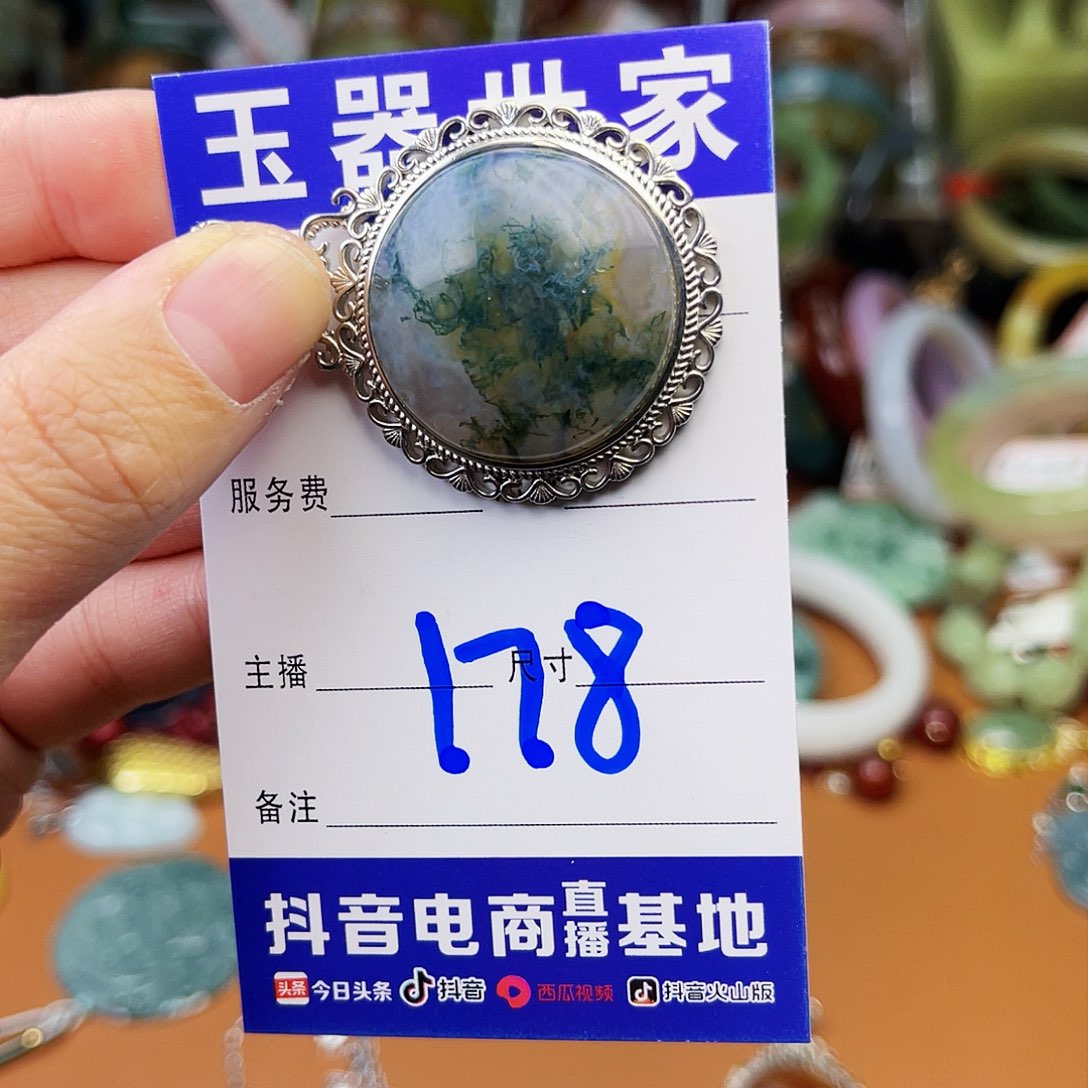 玉器世家
服务费
178
主播 尺寸
备注
抖音电商直播基地
头条 今日头条 抖音 西瓜视频 抖音火山版